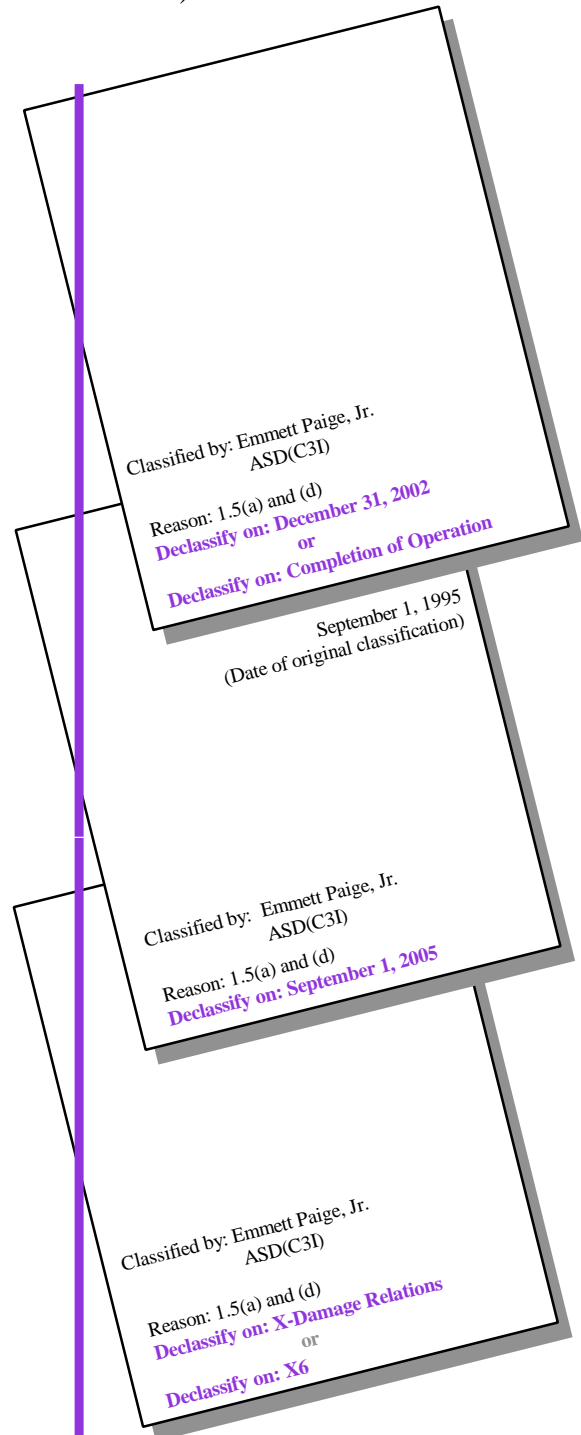 Classified by: Emmett Paige, Jr.
ASD(C3I)
Reason: 1.5(a) and (d)
Declassify on: December 31, 2002
or
Declassify on: Completion of Operation
September 1, 1995
(Date of original classification)
Classified by: Emmett Paige, Jr.
ASD(C3I)
Reason: 1.5(a) and (d)
Declassify on: September 1, 2005
Classified by: Emmett Paige, Jr.
ASD(C3I)
Reason: 1.5(a) and (d)
Declassify on: X-Damage Relations
or
Declassify on: X6